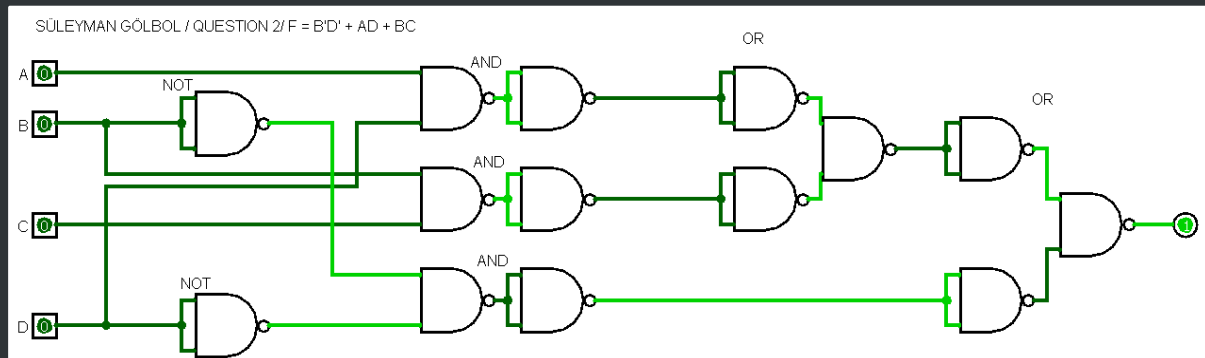 SÜLEYMAN GÖLBOL / QUESTION 2/ F = B'D' + AD + BC
OR
AND
A 0
NOT
OR
B 0
AND
C 0
1
AND
NOT
D 0